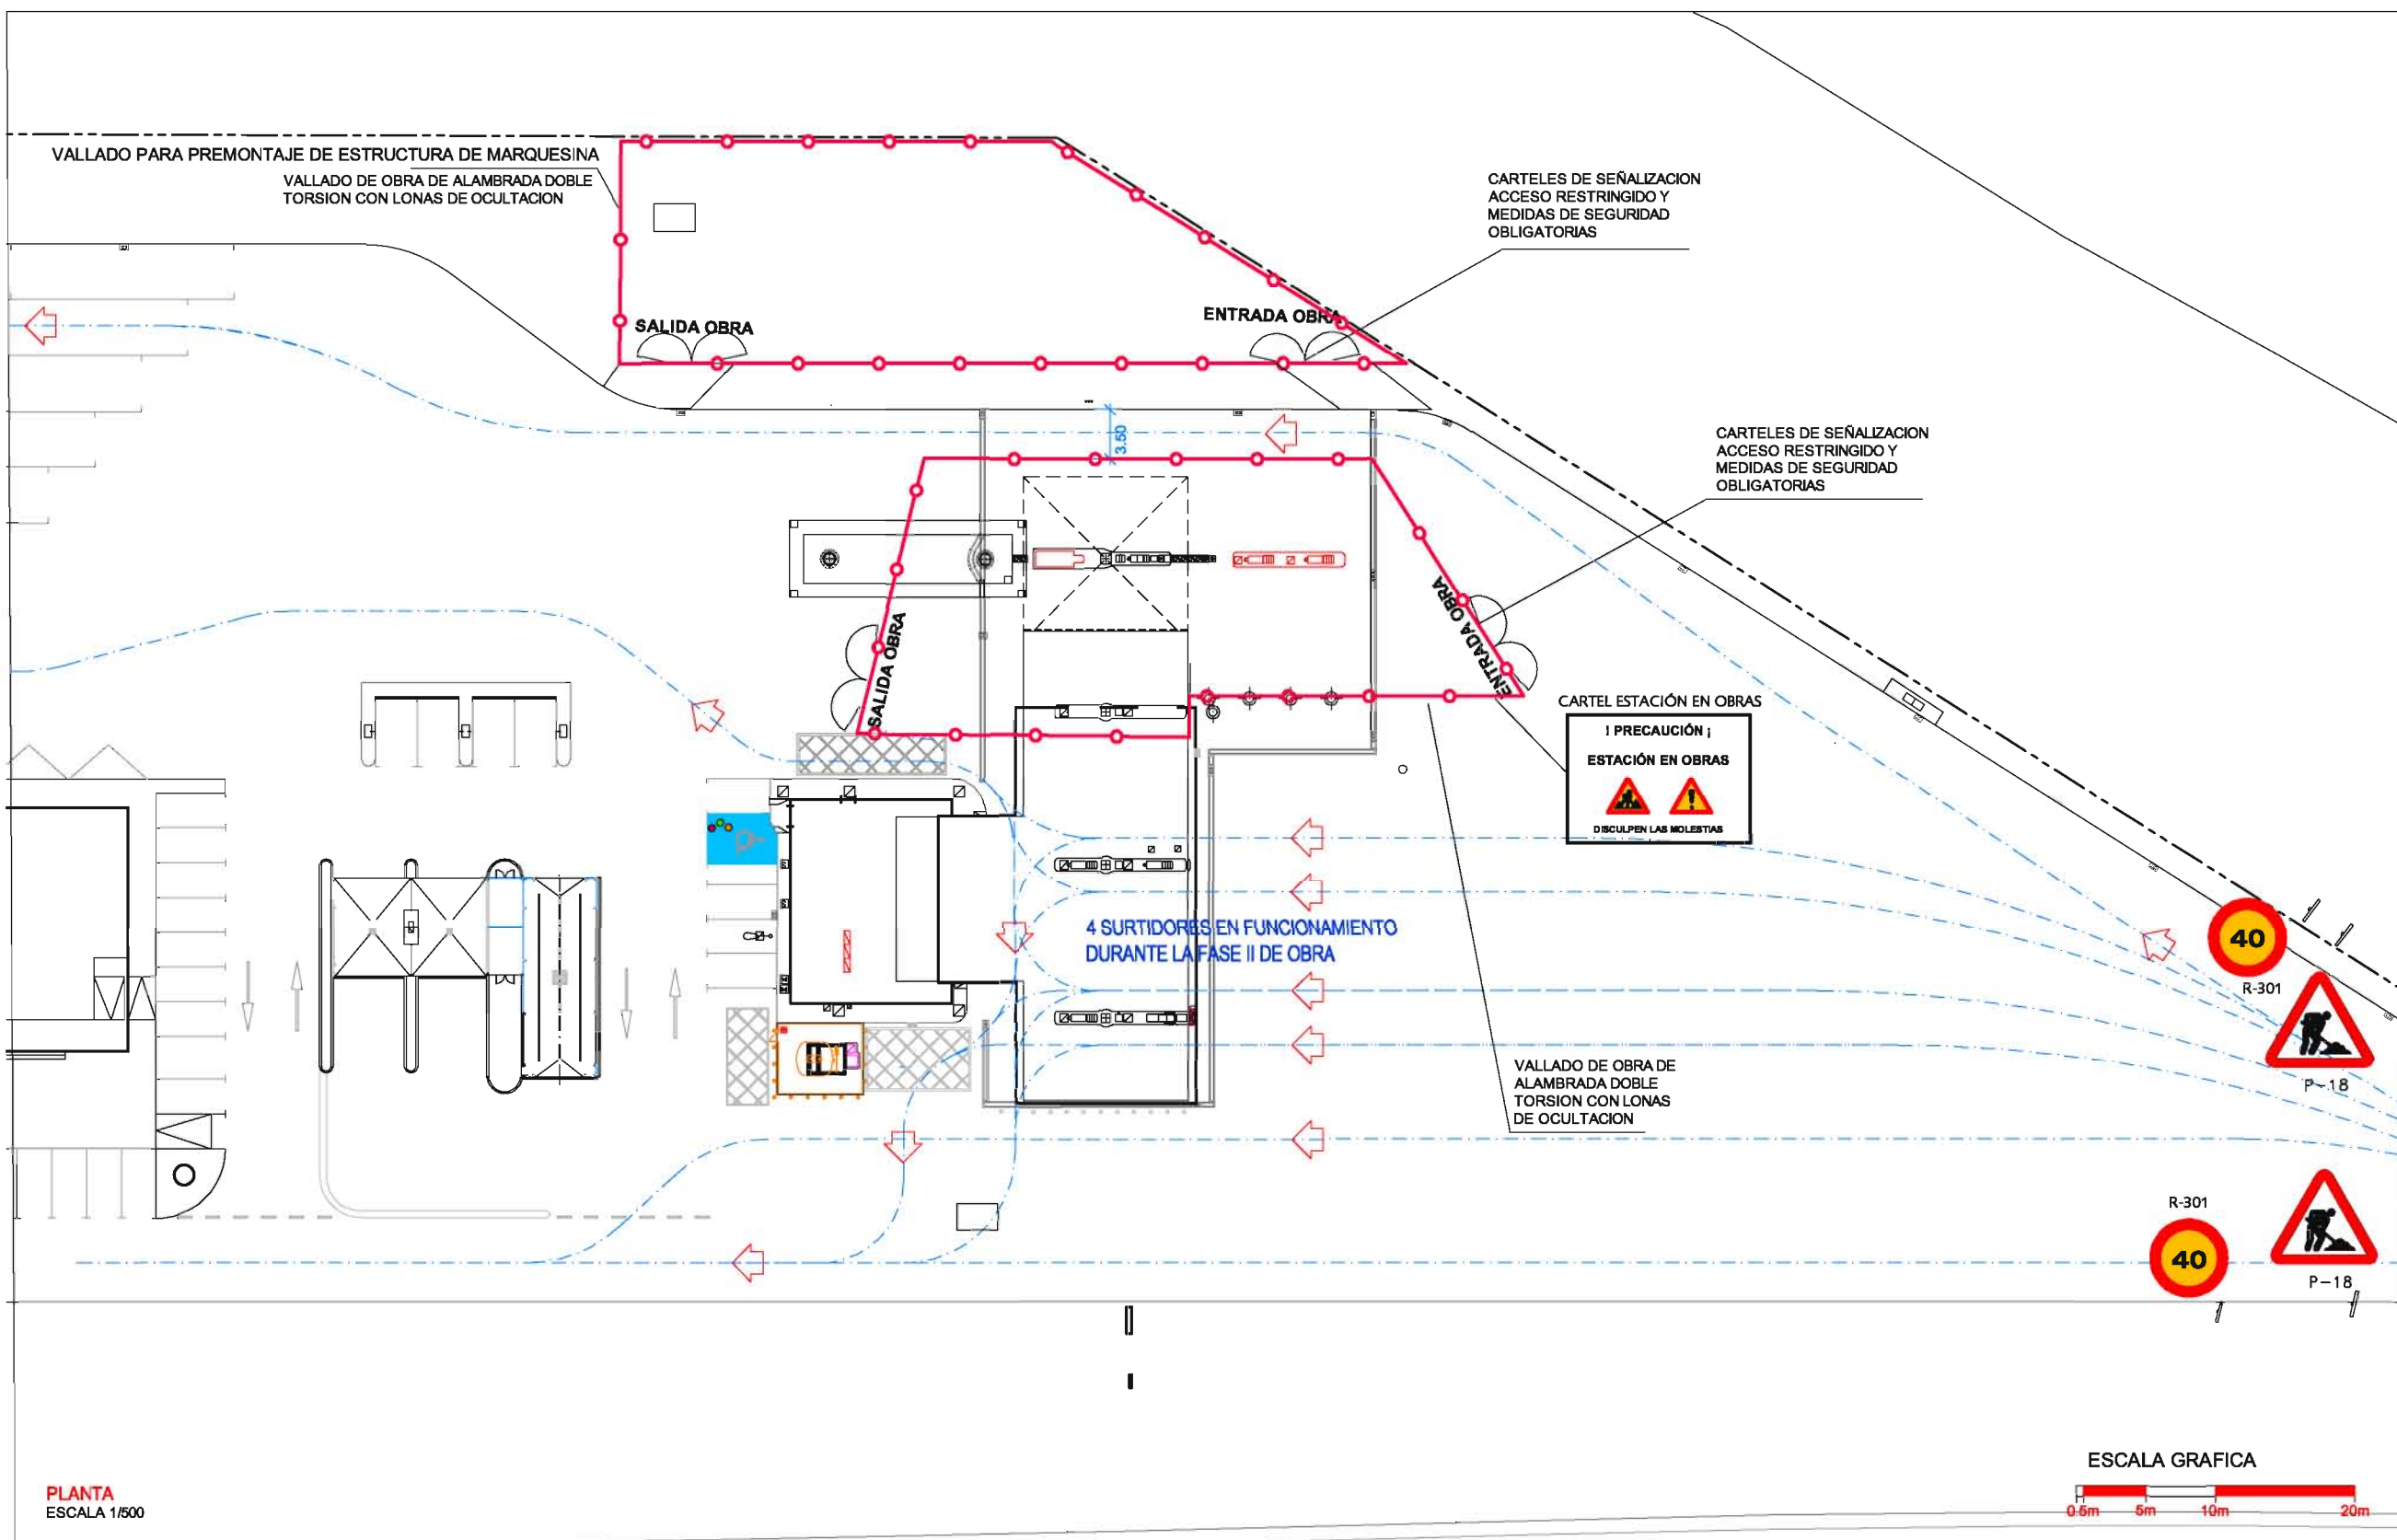 VALLADO PARA PREMONTAJE DE ESTRUCTURA DE MARQUESINA
VALLADO DE OBRA DE ALAMBRADA DOBLE
TORSION CON LONAS DE OCULTACION
CARTELES DE SEÑALIZACION
ACCESO RESTRINGIDO Y
MEDIDAS DE SEGURIDAD
OBLIGATORIAS
SALIDA OBRA
ENTRADA OBRA
3.50
CARTELES DE SEÑALIZACION
ACCESO RESTRINGIDO Y
MEDIDAS DE SEGURIDAD
OBLIGATORIAS
SALIDA OBRA
ENTRADA OBRA
CARTEL ESTACIÓN EN OBRAS
! PRECAUCIÓN ¡
ESTACIÓN EN OBRAS
DISCULPEN LAS MOLESTIAS
4 SURTIDORES EN FUNCIONAMIENTO
DURANTE LA FASE II DE OBRA
40
R-301
P-18
VALLADO DE OBRA DE
ALAMBRADA DOBLE
TORSION CON LONAS
DE OCULTACION
R-301
40
P-18
PLANTA
ESCALA 1/500
ESCALA GRAFICA
0.5m 5m 10m 20m